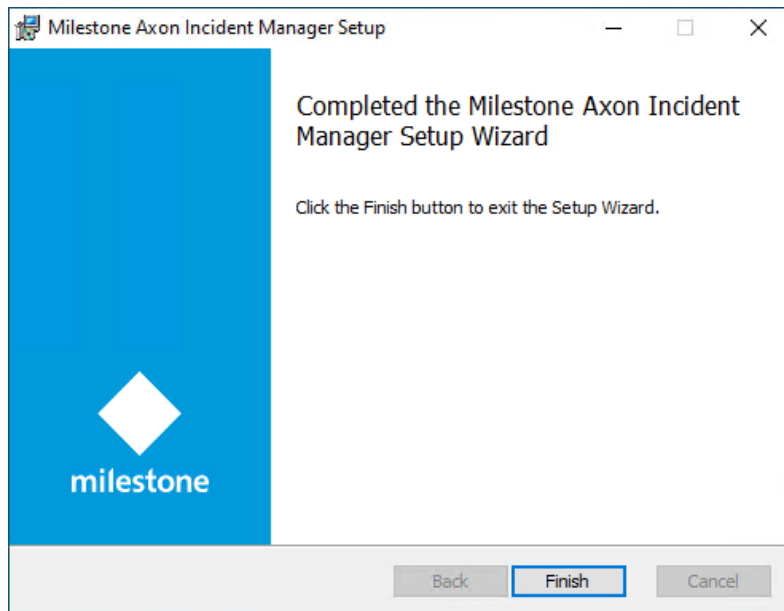 Milestone Axon Incident Manager Setup
Completed the Milestone Axon Incident
Manager Setup Wizard
Click the Finish button to exit the Setup Wizard.
milestone
Back
Finish
Cancel